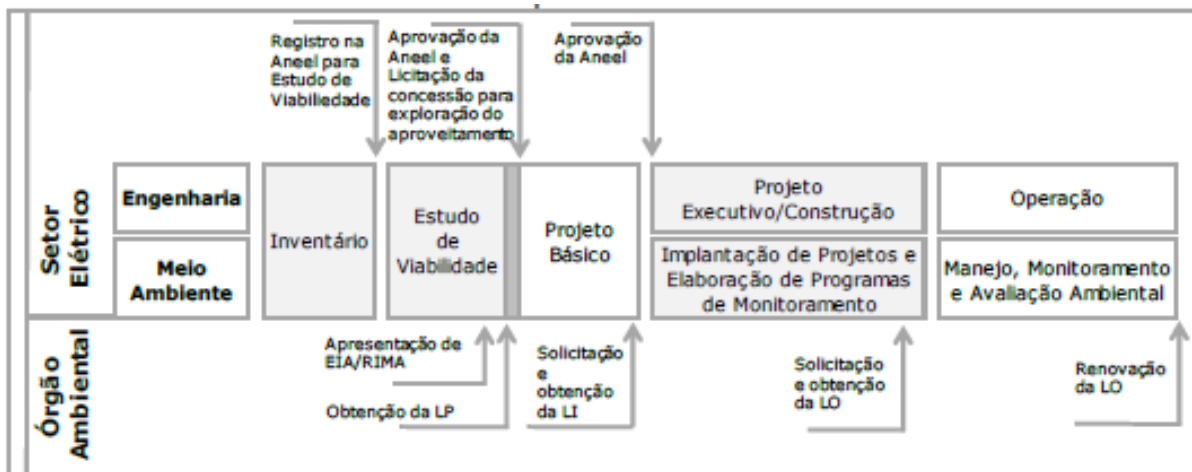 Registro na
Aneel para
Estudo de
Viabiliedade
Aprovação da
Aneel e
Licitação da
concessão para
exploração do
aproveitamento
Aprovação
da Aneel
Setor
Elétrico
Engenharia
Meio
Ambiente
Inventário
Estudo
de
Viabilidade
Projeto
Básico
Projeto
Executivo/Construção
Implantação de Projetos e
Elaboração de Programas
de Monitoramento
Operação
Manejo, Monitoramento
e Avaliação Ambiental
Órgão
Ambiental
Apresentação de
EIA/RIMA
Obtenção da LP
Solicitação
e
obtenção
da LI
Solicitação
e obtenção
da LO
Renovação
da LO